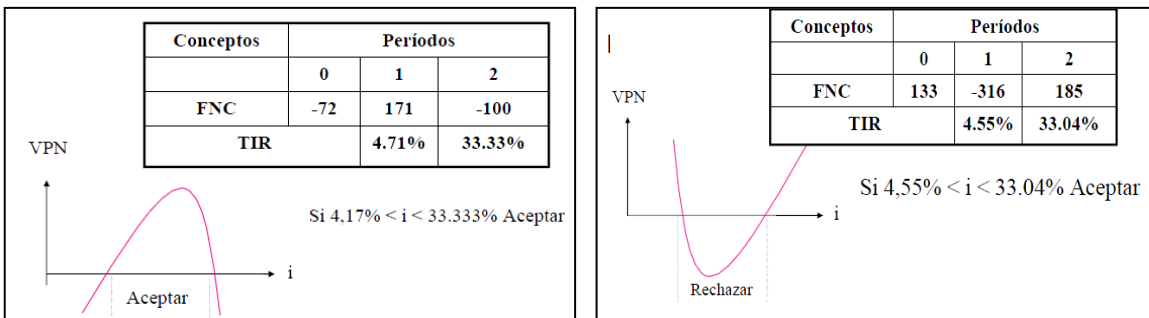 Conceptos Períodos
0 1 2
FNC -72 171 -100
TIR 4.71% 33.33%
VPN
Si 4,17% < i < 33.333% Aceptar
i
Aceptar
Conceptos Períodos
0 1 2
FNC 133 -316 185
TIR 4.55% 33.04%
VPN
Si 4,55% < i < 33.04% Aceptar
i
Rechazar